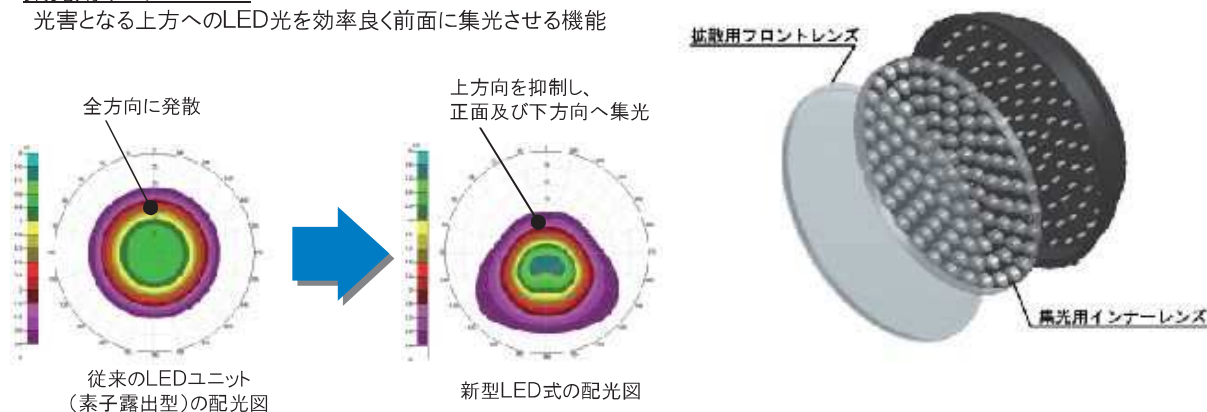 光害となる上方へのLED光を効率良く前面に集光させる機能
全方向に発散
上方向を抑制し、
正面及び下方向へ集光
従来のLEDユニット
（素子露出型）の配光図
新型LED式の配光図
拡散用フロントレンズ
集光用インナーレンズ